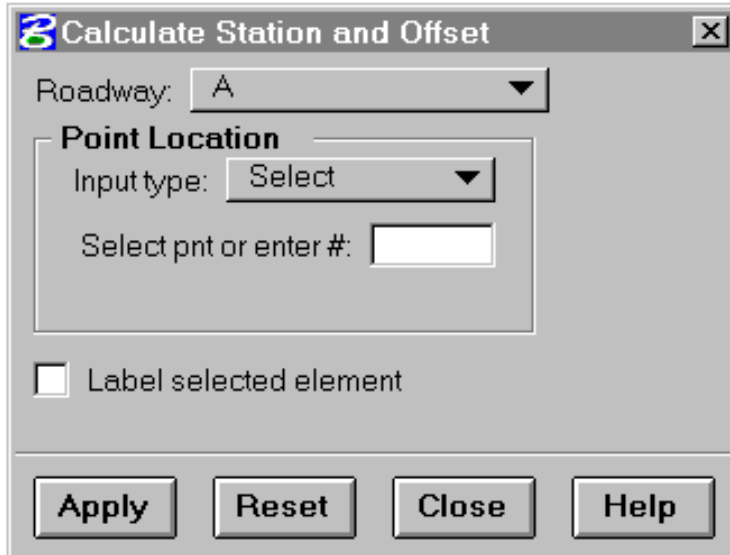 Calculate Station and Offset
Roadway: A
Point Location
Input type: Select
Select pnt or enter #:
Label selected element
Apply Reset Close Help